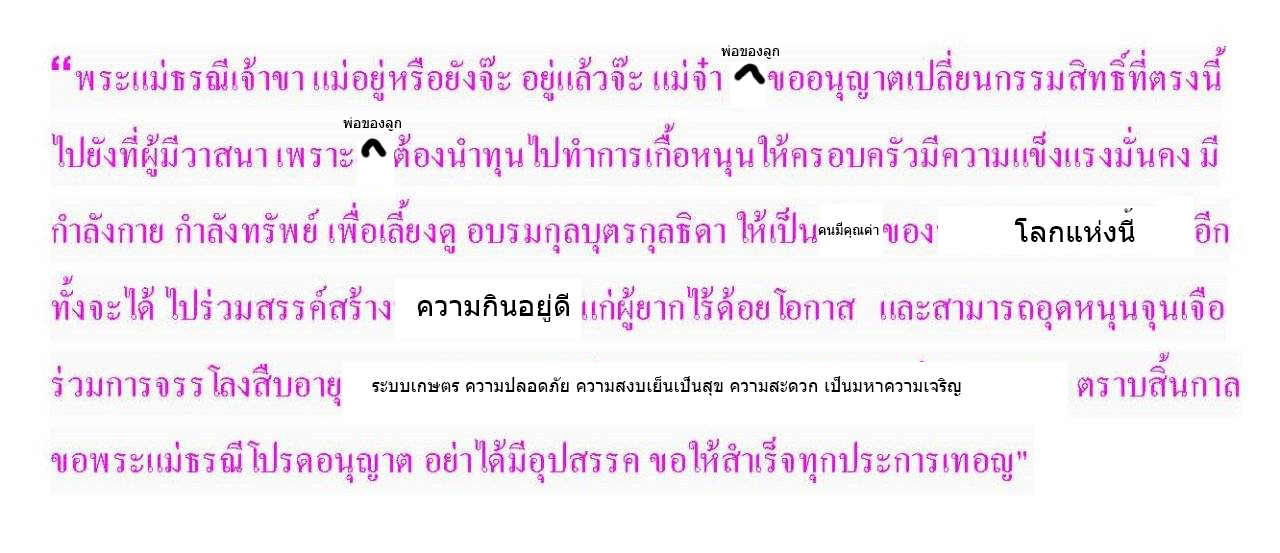 พ่อของลูก
“พระแม่ธรณีเจ้าขา แม่อยู่หรือยังจ๊ะ อยู่แล้วจ๊ะ แม่จ๋า ^ ขออนุญาตเปลี่ยนกรรมสิทธิ์ที่ตรงนี้
พ่อของลูก
ไปยังที่ผู้มีวาสนา เพราะ ^ ต้องนำทุนไปทำการเกื้อหนุนให้ครอบครัวมีความแข็งแรงมั่นคง มี
กำลังกาย กำลังทรัพย์ เพื่อเลี้ยงดู อบรมกุลบุตรกุลธิดา ให้เป็นคนมีคุณค่าของ โลกแห่งนี้ อีก
ทั้งจะได้ ไปร่วมสรรค์สร้าง ความกินอยู่ดี แก่ผู้ยากไร้ด้อยโอกาส และสามารถอุดหนุนจุนเจือ
ร่วมการจรรโลงสืบอายุ ระบบเกษตร ความปลอดภัย ความสงบเย็นเป็นสุข ความสะดวก เป็นมหาความเจริญ ตราบสิ้นกาล
ขอพระแม่ธรณีโปรดอนุญาต อย่าได้มีอุปสรรค ขอให้สำเร็จทุกประการเทอญ"